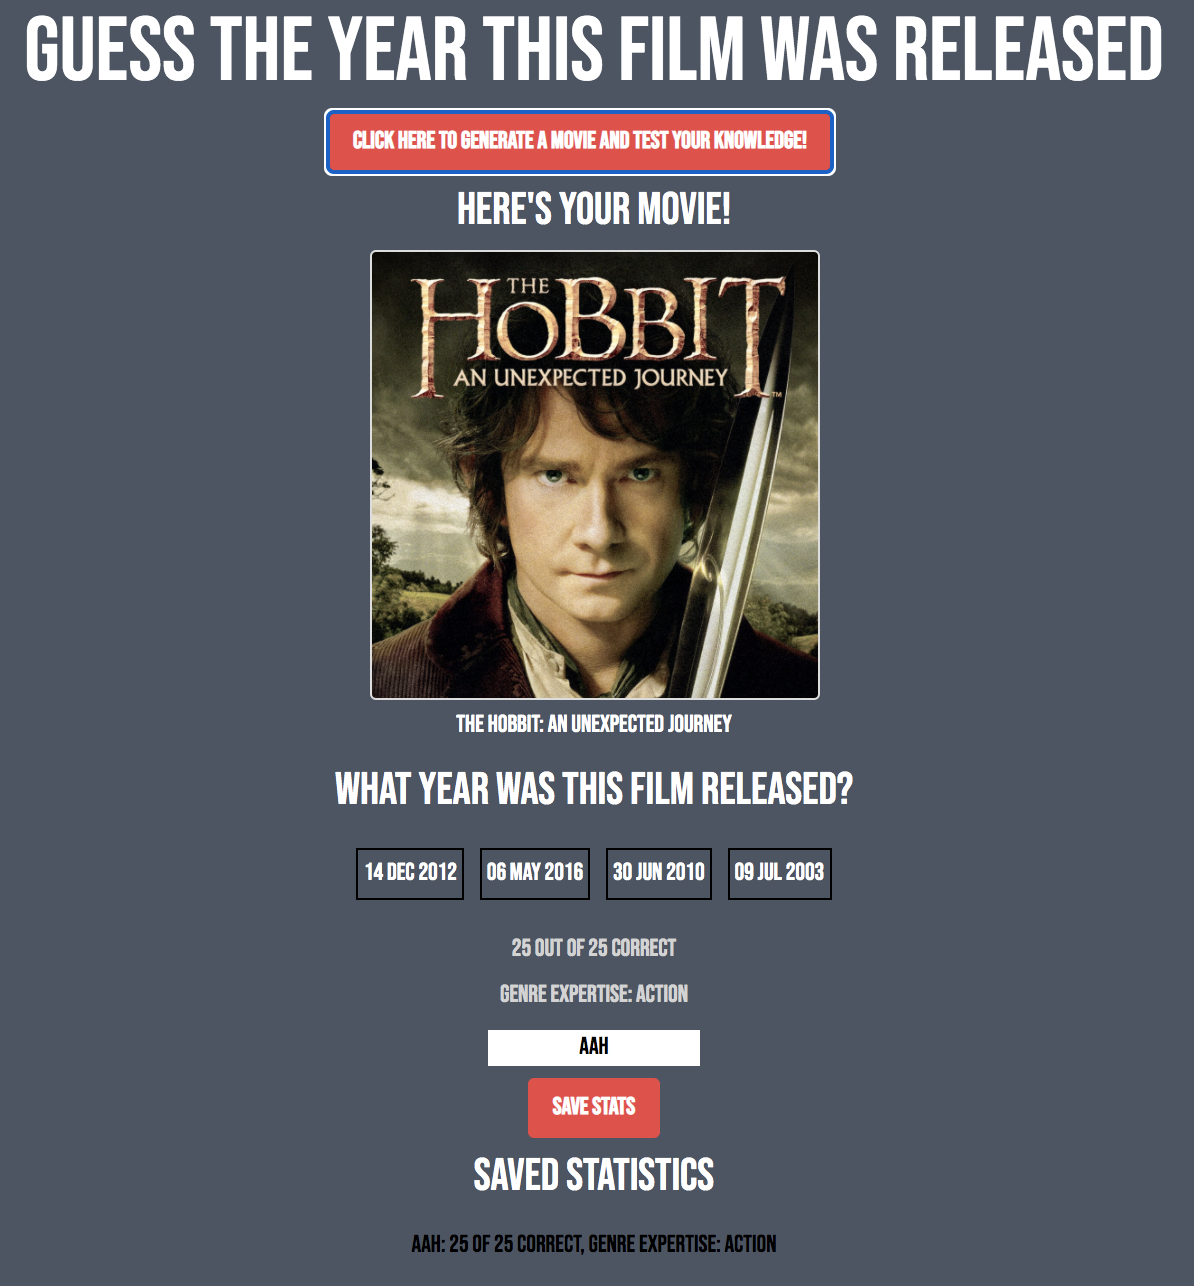 GUESS THE YEAR THIS FILM WAS RELEASED
CLICK HERE TO GENERATE A MOVIE AND TEST YOUR KNOWLEDGE!
HERE'S YOUR MOVIE!
THE
HOBBIT
AN UNEXPECTED JOURNEY™
THE HOBBIT: AN UNEXPECTED JOURNEY
WHAT YEAR WAS THIS FILM RELEASED?
14 DEC 2012 06 MAY 2016 30 JUN 2010 09 JUL 2003
25 OUT OF 25 CORRECT
GENRE EXPERTISE: ACTION
AAH
SAVE STATS
SAVED STATISTICS
AAH: 25 OF 25 CORRECT, GENRE EXPERTISE: ACTION